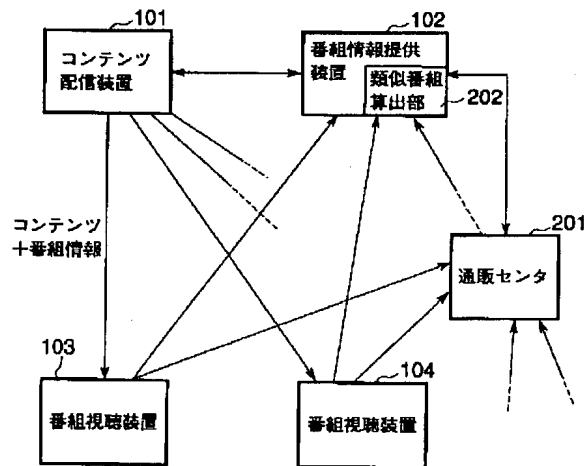 101
コンテンツ
配信装置
102
番組情報提供
装置
類似番組
算出部
202
コンテンツ
+番組情報
201
通販センタ
103
番組視聴装置
104
番組視聴装置